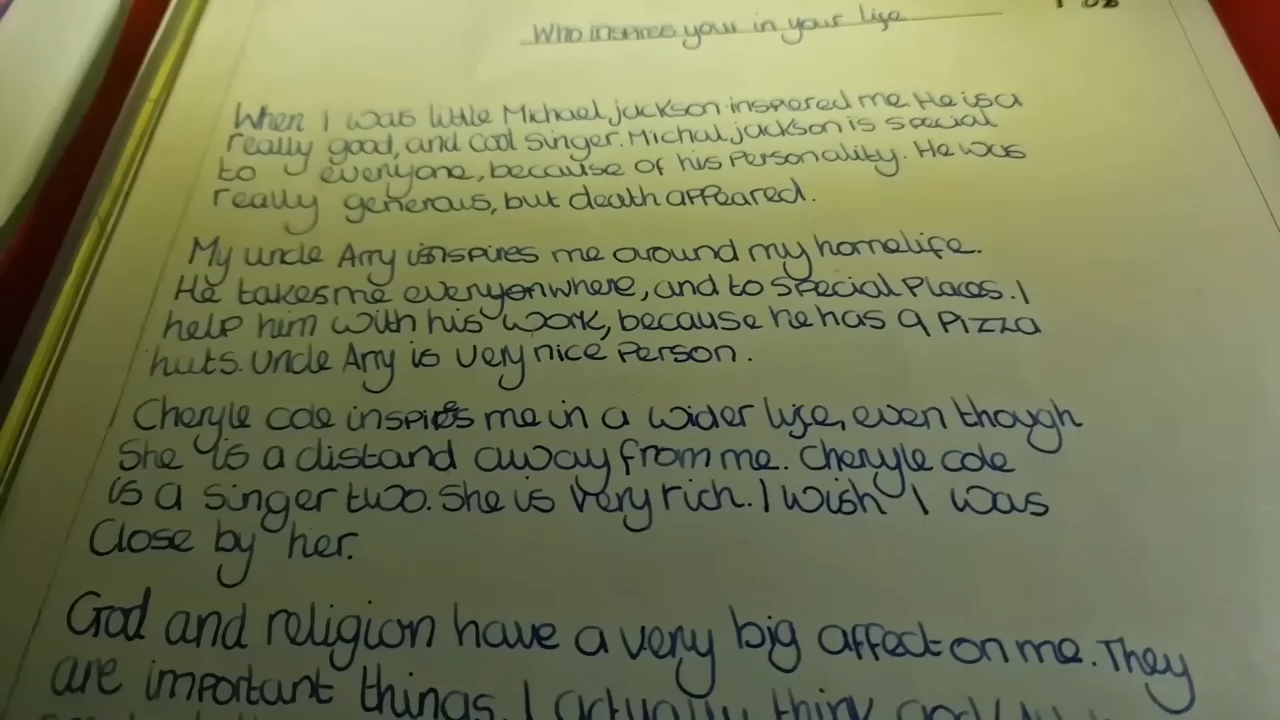 Who inspires your in your life
When I was little Michael jackson inspered me. He is a
really good, and cool singer. Michal jackson is special
to everyone, because of his personality. He was
really generous, but death appeared.
My uncle Arry inspires me around my homelife.
He takes me everyonwhere, and to special places. I
help him with his work, because he has a pizza
huts. Uncle Arry is very nice person.
Cheryle cole inspires me in a wider life, even though
She is a distand away from me. Cheryle cole
is a singer two. She is very rich. I wish I was
Close by her.
God and religion have a very big affect on me. They
are important things. I actually think